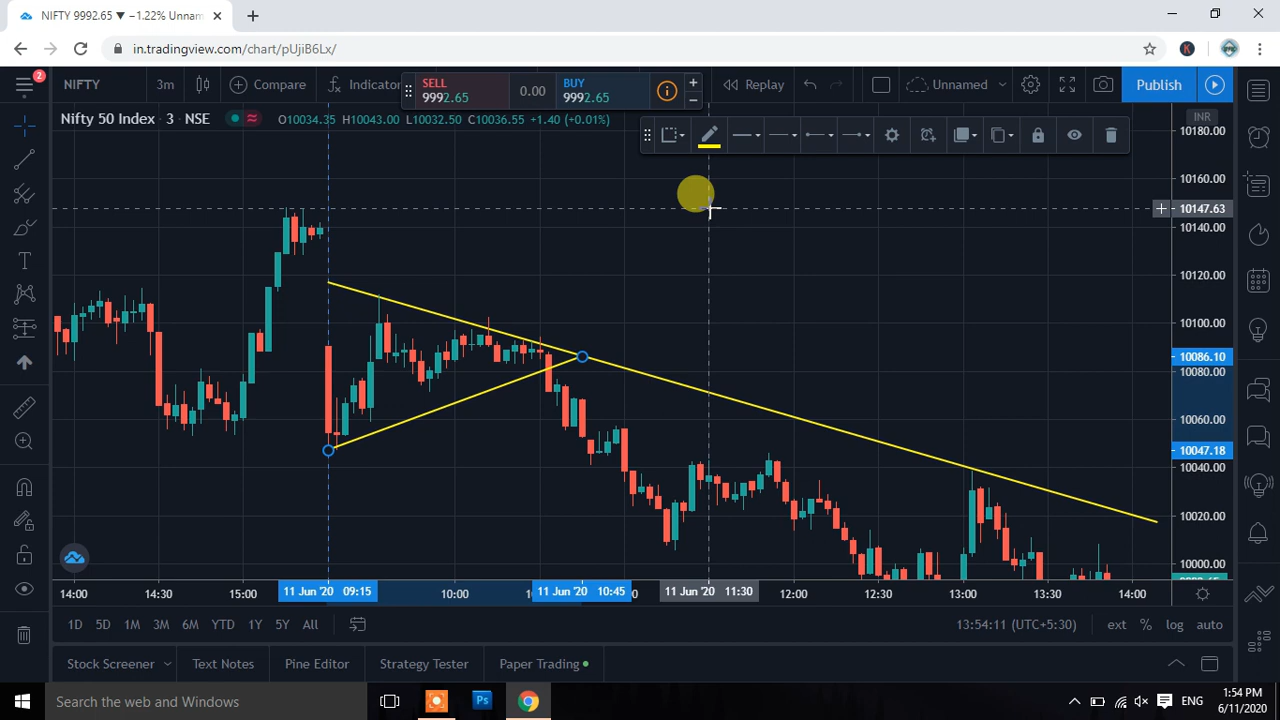 NIFTY 9992.65 ▼ −1.22% Unnam
in.tradingview.com/chart/pUjiB6Lx/
K
2
NIFTY
3m
Compare
Indicator
SELL
9992.65
0.00
BUY
9992.65
Replay
Unnamed
Publish
Nifty 50 Index · 3 · NSE
O10034.35 H10043.00 L10032.50 C10036.55 +1.40 (+0.01%)
INR
10180.00
10160.00
10147.63
10140.00
10120.00
10100.00
10086.10
10080.00
10060.00
10047.18
10040.00
10020.00
10000.00
14:00
14:30
15:00
11 Jun '20 09:15
10:00
11 Jun '20 10:45
11 Jun '20 11:30
12:00
12:30
13:00
13:30
14:00
1D 5D 1M 3M 6M YTD 1Y 5Y All
13:54:11 (UTC+5:30)
ext % log auto
Stock Screener
Text Notes
Pine Editor
Strategy Tester
Paper Trading
Search the web and Windows
Ps
ENG
1:54 PM
6/11/2020